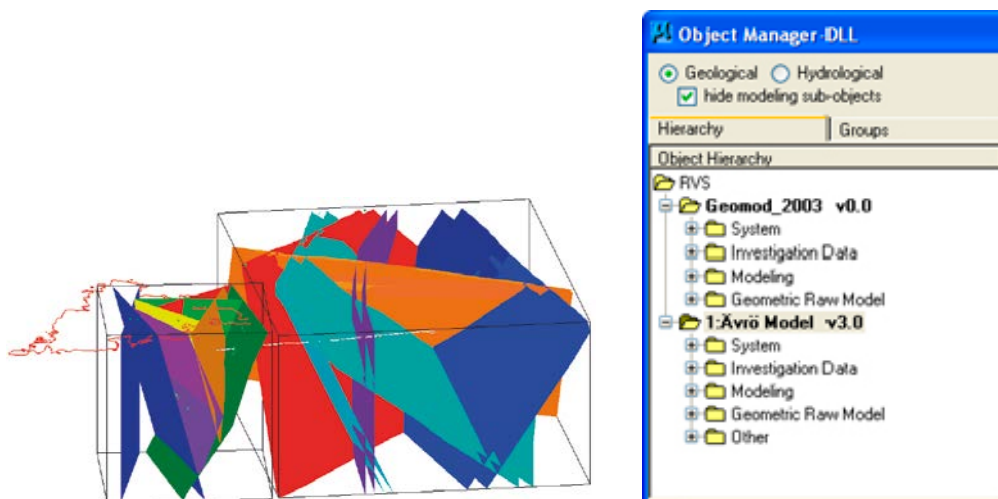 Object Manager-DLL
Geological Hydrological
hide modeling sub-objects
Hierarchy Groups
Object Hierarchy
RVS
Geomod_2003 v0.0
System
Investigation Data
Modeling
Geometric Raw Model
1:Ävrö Model v3.0
System
Investigation Data
Modeling
Geometric Raw Model
Other